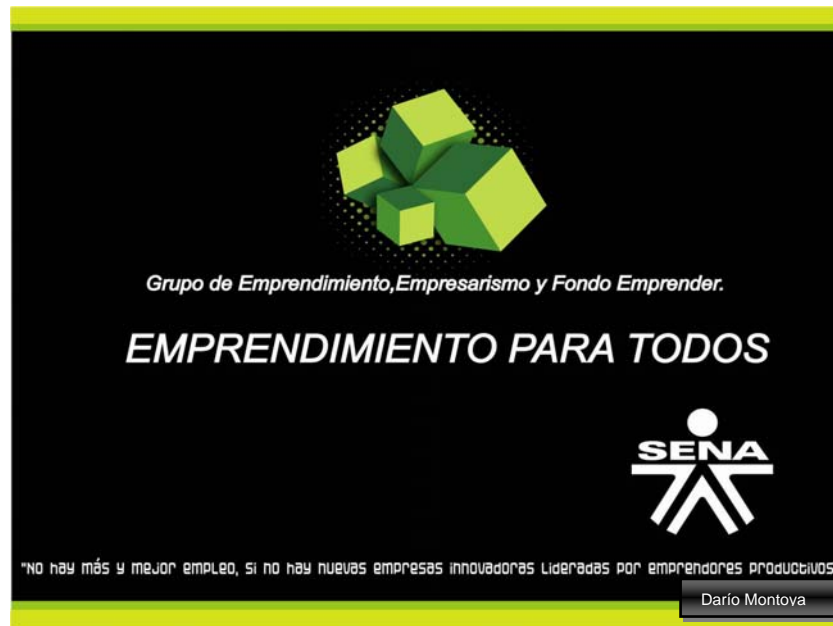 Grupo de Emprendimiento,Empresarismo y Fondo Emprender.
EMPRENDIMIENTO PARA TODOS
SENA
"No hay más y mejor empleo, si no hay nuevas empresas innovadoras lideradas por emprendores productivos
Darío Montoya